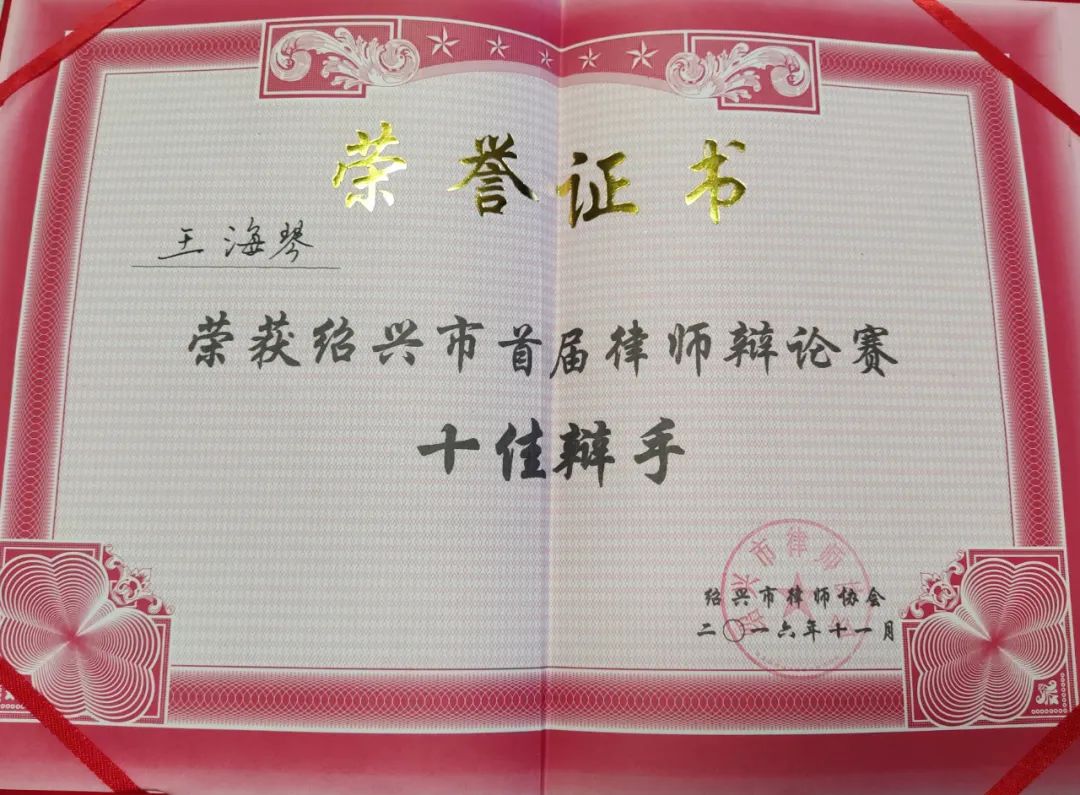 荣誉证书
王海琴
荣获绍兴市首届律师辩论赛
十佳辩手
绍兴市律师协会
二〇一六年十一月